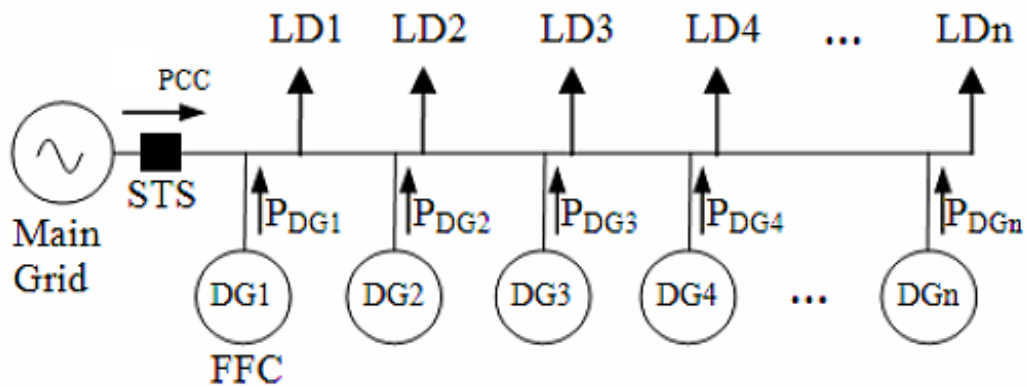 LD1 LD2 LD3 LD4 ... LDn
PCC
STS
PDG1 PDG2 PDG3 PDG4 PDGn
Main
Grid
DG1 DG2 DG3 DG4 ... DGn
FFC